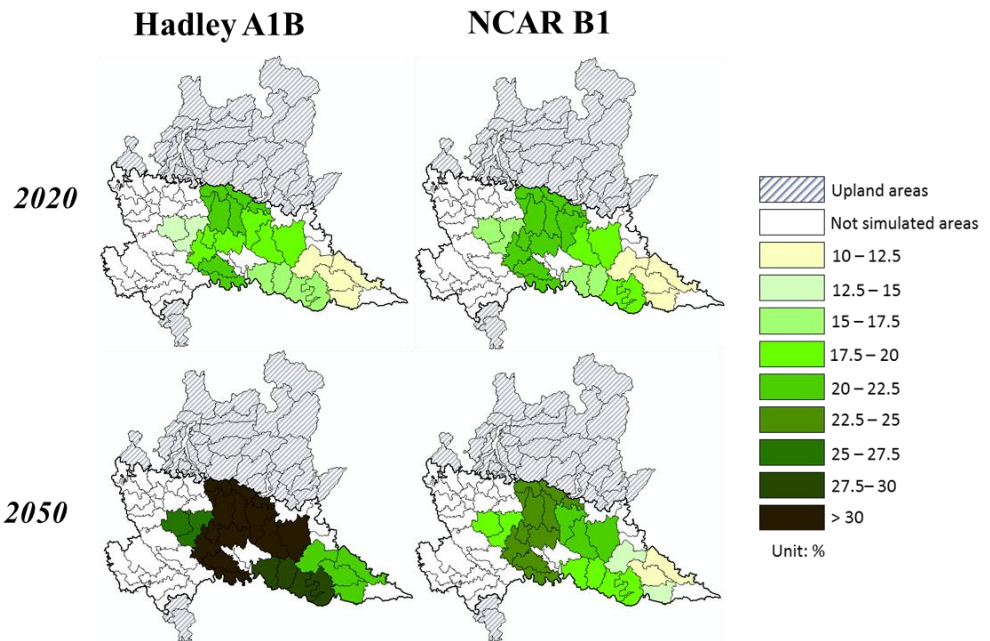 Hadley A1B
NCAR B1
2020
2050
Upland areas
Not simulated areas
10 – 12.5
12.5 – 15
15 – 17.5
17.5 – 20
20 – 22.5
22.5 – 25
25 – 27.5
27.5– 30
> 30
Unit: %